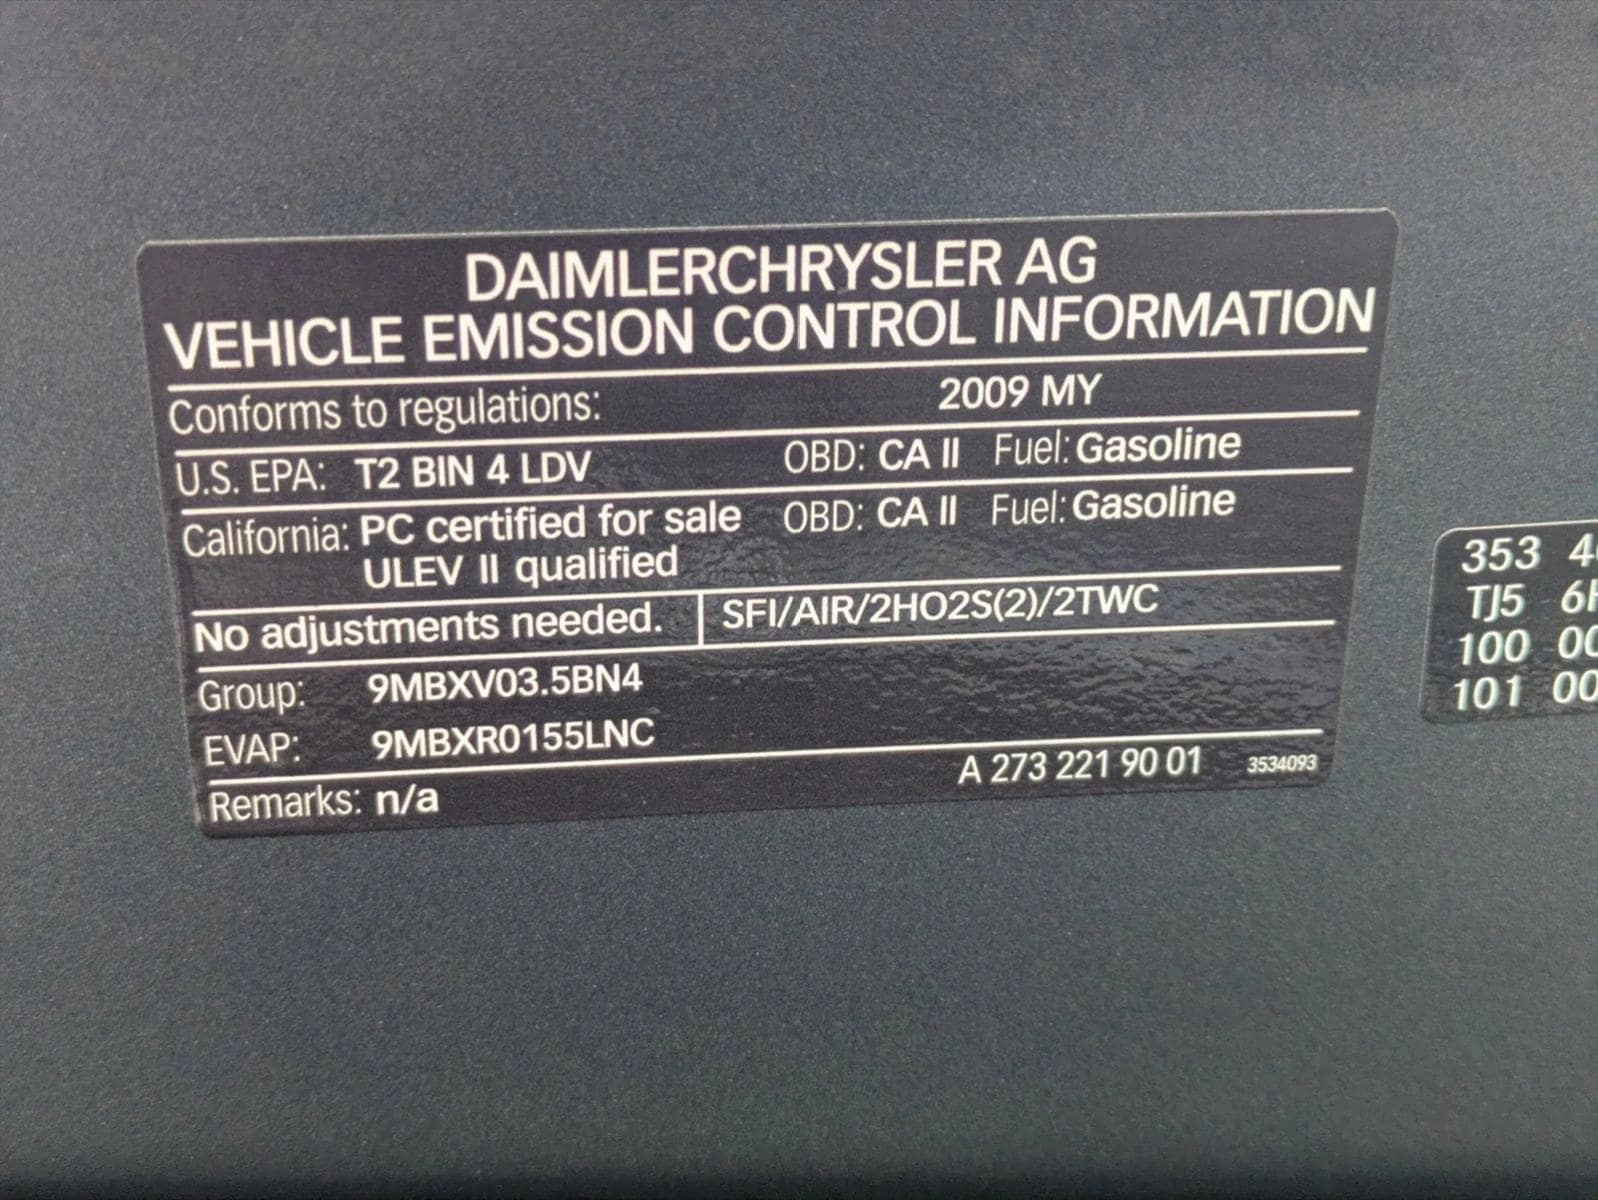 DAIMLERCHRYSLER AG
VEHICLE EMISSION CONTROL INFORMATION
Conforms to regulations: 2009 MY
U.S. EPA: T2 BIN 4 LDV OBD: CA II Fuel: Gasoline
California: PC certified for sale OBD: CA II Fuel: Gasoline
ULEV II qualified
No adjustments needed. SFI/AIR/2HO2S(2)/2TWC
Group: 9MBXV03.5BN4
EVAP: 9MBXR0155LNC
Remarks: n/a A 273 221 90 01 3534093
353
TJ5
100 00
101 00